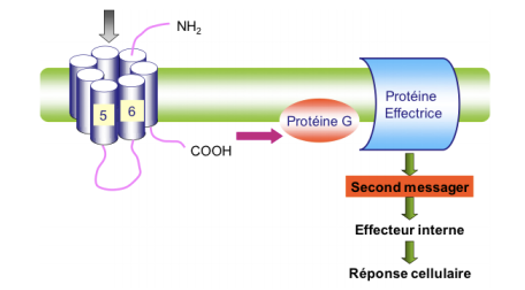 NH2
5
6
COOH
Protéine G
Protéine
Effectrice
Second messager
Effecteur interne
Réponse cellulaire